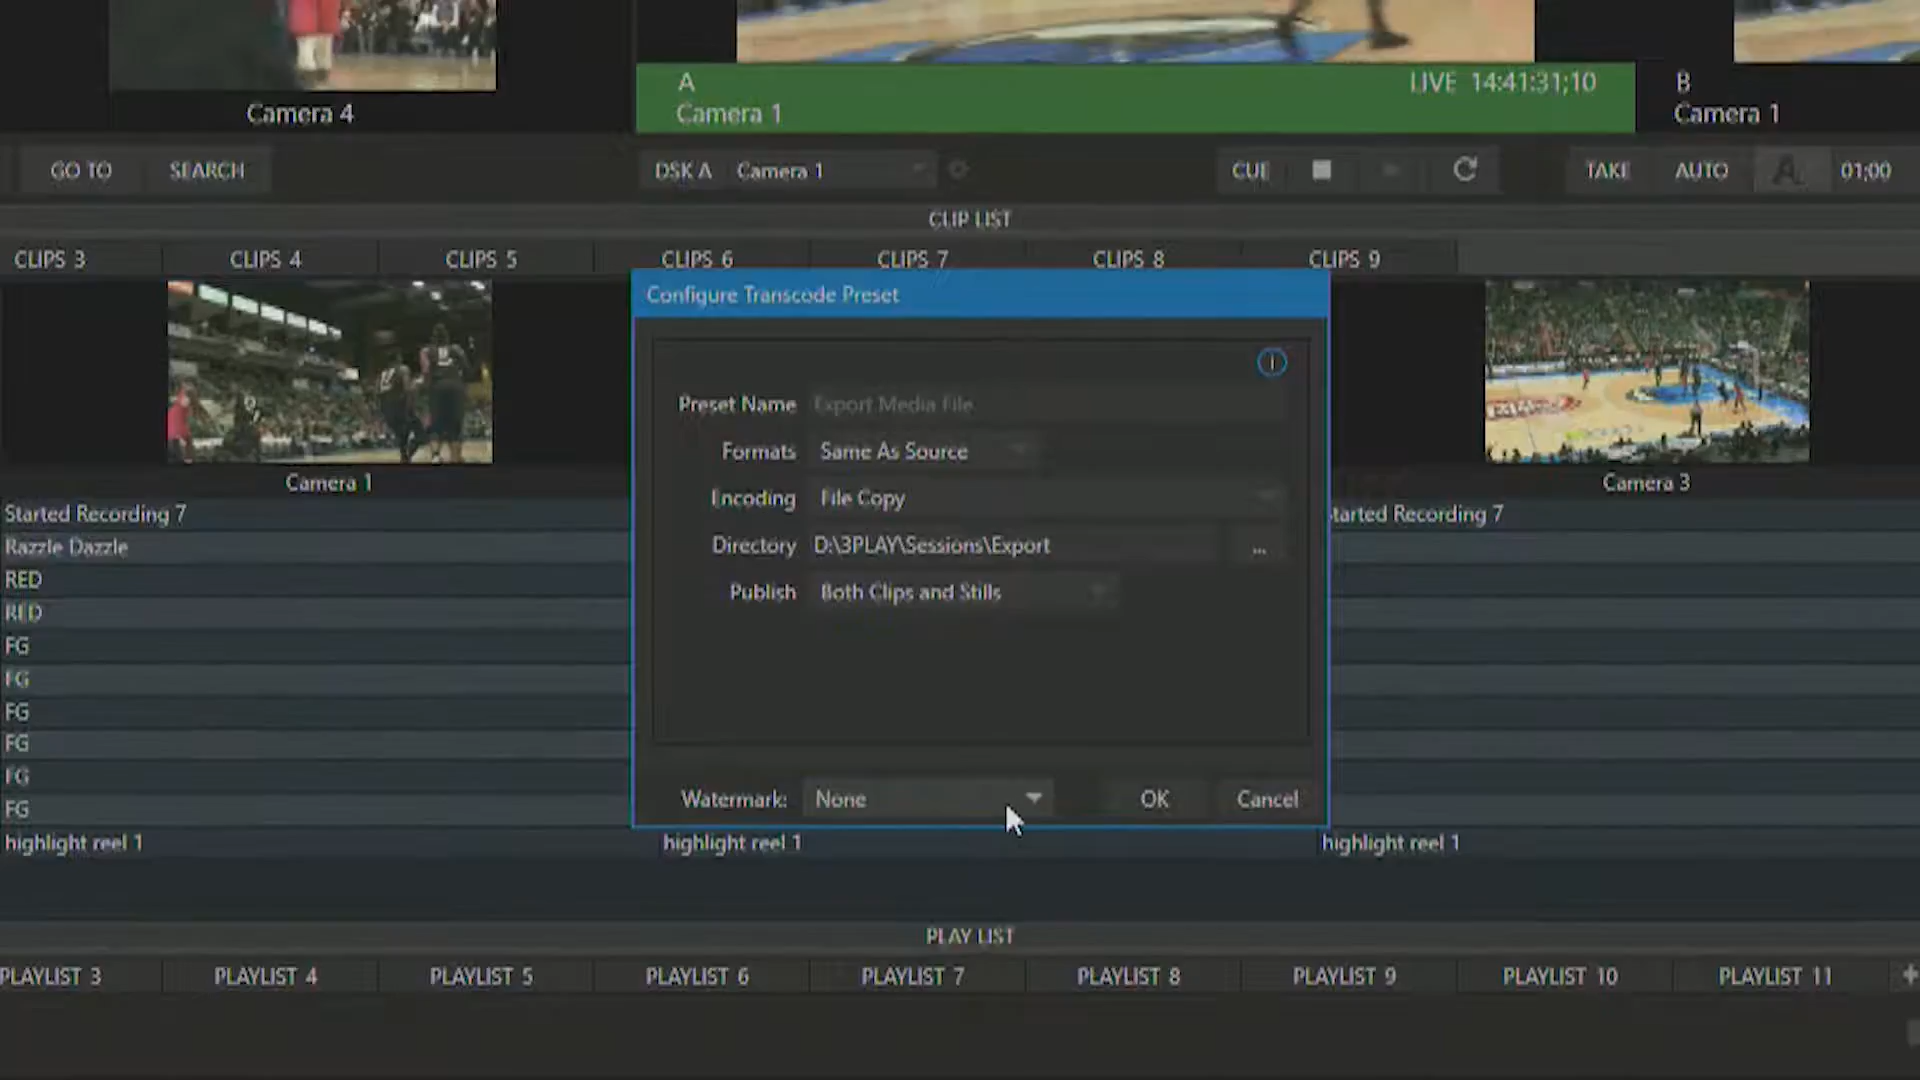 Camera 4
A
Camera 1
LIVE 14:41:31;10
B
Camera 1
GO TO
SEARCH
DSK A
Camera 1
CUE
TAKE
AUTO
01;00
CLIP LIST
CLIPS 3
CLIPS 4
CLIPS 5
CLIPS 6
CLIPS 7
CLIPS 8
CLIPS 9
Configure Transcode Preset
Preset Name Export Media File
Formats Same As Source
Encoding File Copy
Directory D:\3PLAY\Sessions\Export ...
Publish Both Clips and Stills
Watermark: None
OK
Cancel
Camera 1
Camera 3
Started Recording 7
tarted Recording 7
Razzle Dazzle
RED
RED
FG
FG
FG
FG
FG
FG
highlight reel 1
highlight reel 1
highlight reel 1
PLAY LIST
PLAYLIST 3
PLAYLIST 4
PLAYLIST 5
PLAYLIST 6
PLAYLIST 7
PLAYLIST 8
PLAYLIST 9
PLAYLIST 10
PLAYLIST 11
+